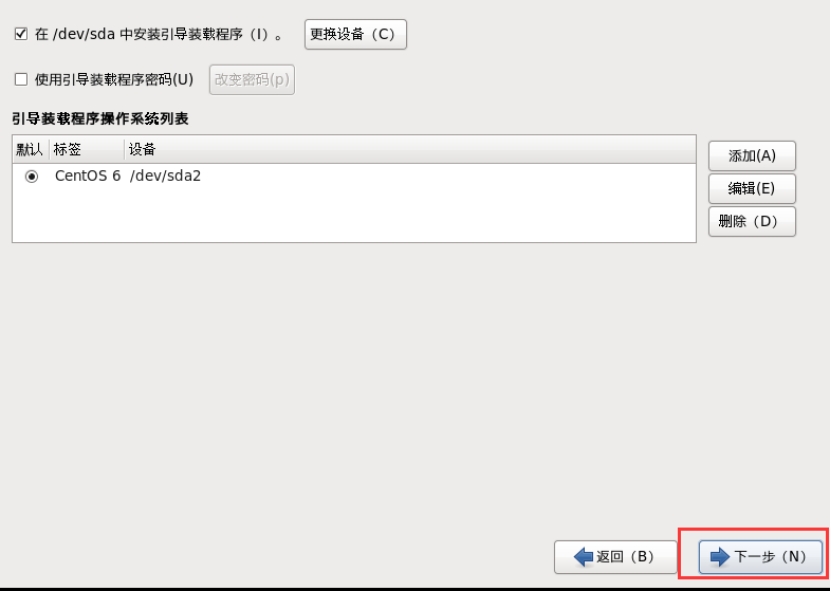 在 /dev/sda 中安装引导装载程序（I）。 更换设备（C）
使用引导装载程序密码(U) 改变密码(p)
引导装载程序操作系统列表
默认 标签 设备
CentOS 6 /dev/sda2
添加(A)
编辑(E)
删除（D）
返回（B） 下一步（N）